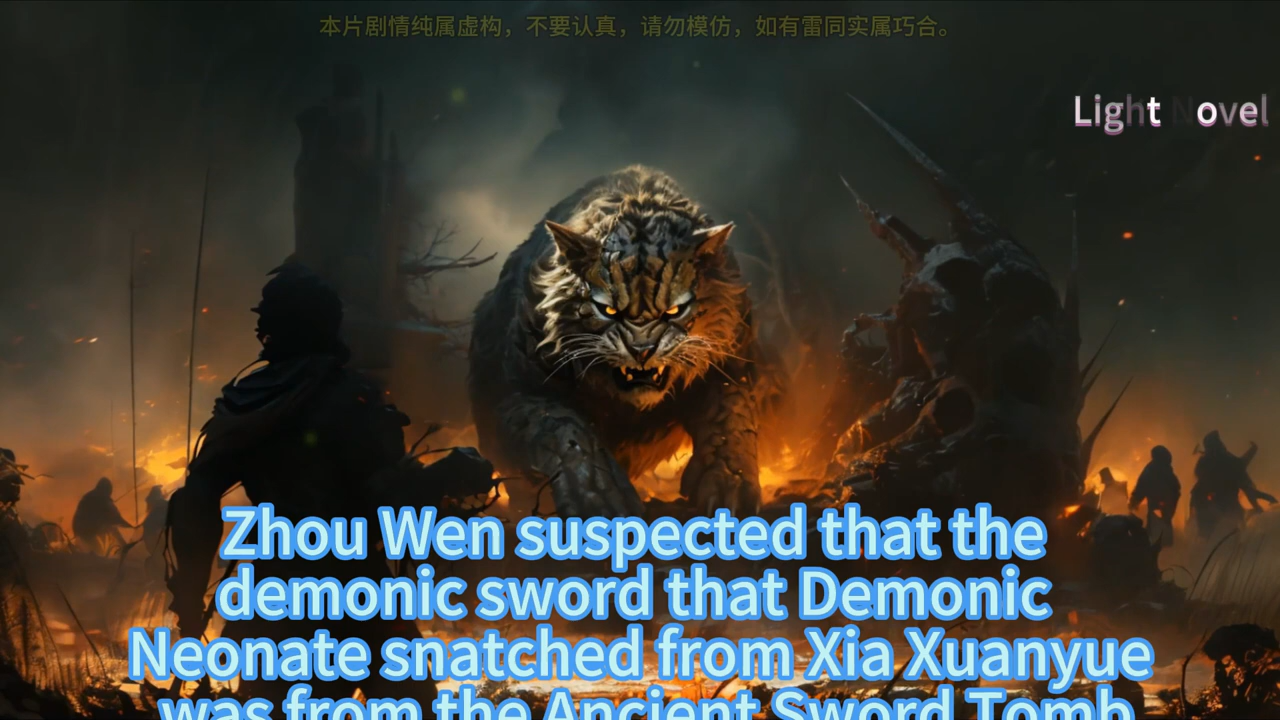 本片剧情纯属虚构，不要认真，请勿模仿，如有雷同实属巧合。
Light Novel
Zhou Wen suspected that the
demonic sword that Demonic
Neonate snatched from Xia Xuanyue
was from the Ancient Sword Tomb